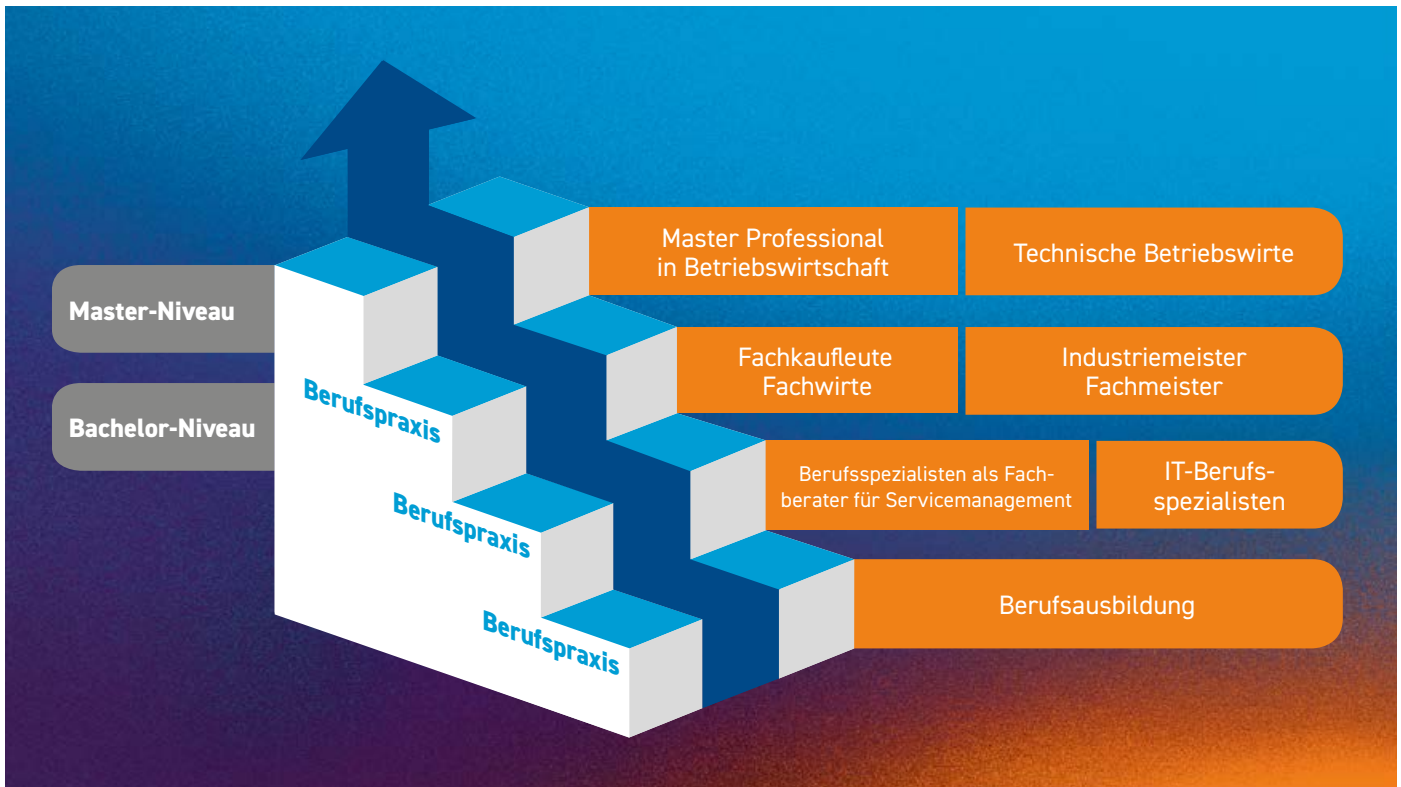 Master Professional
in Betriebswirtschaft
Technische Betriebswirte
Master-Niveau
Fachkaufleute
Fachwirte
Industriemeister
Fachmeister
Berufspraxis
Bachelor-Niveau
Berufsspezialisten als Fach-
berater für Servicemanagement
IT-Berufs-
spezialisten
Berufspraxis
Berufsausbildung
Berufspraxis